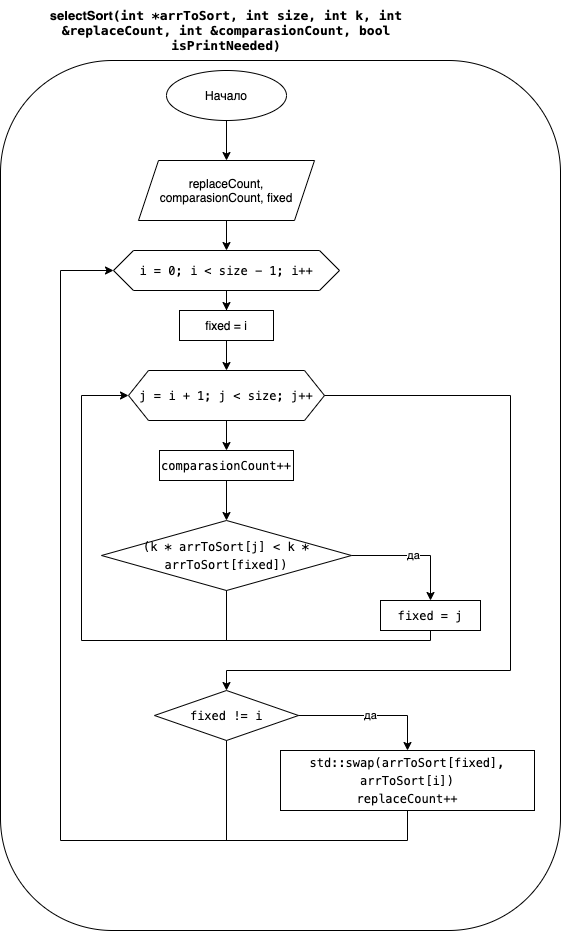 selectSort(int *arrToSort, int size, int k, int
&replaceCount, int &comparasionCount, bool
isPrintNeeded)
Начало
replaceCount,
comparasionCount, fixed
i = 0; i < size - 1; i++
fixed = i
j = i + 1; j < size; j++
comparasionCount++
(k * arrToSort[j] < k *
arrToSort[fixed])
да
fixed = j
fixed != i
да
std::swap(arrToSort[fixed],
arrToSort[i])
replaceCount++